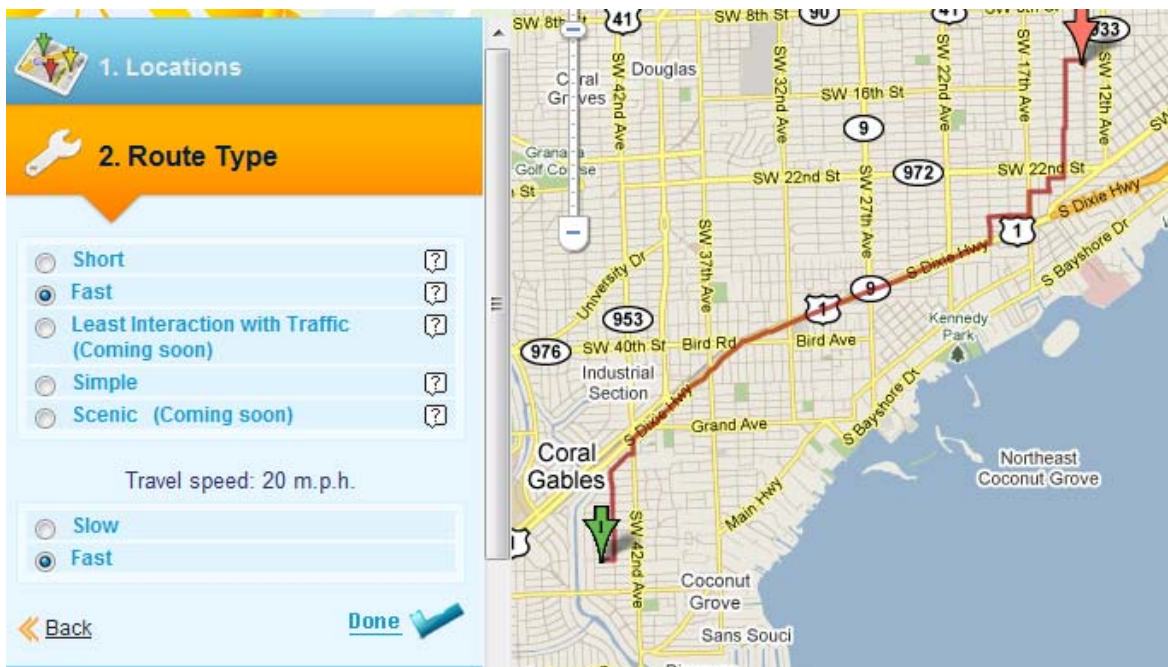 1. Locations
2. Route Type
Short
?
Fast
?
Least Interaction with Traffic
(Coming soon)
?
Simple
?
Scenic (Coming soon)
?
Travel speed: 20 m.p.h.
Slow
Fast
Back
Done
SW 8th St
41
SW 8th St
90
41
933
Douglas
SW 42nd Ave
SW 32nd Ave
SW 22nd Ave
SW 17th Ave
SW 12th Ave
SW 16th St
9
Golf
972
SW 22nd St
SW 22nd St
St
SW 27th Ave
S Dixie Hwy
1
S Bayshore Dr
University Dr
SW 37th Ave
S Dixie Hwy
9
1
953
Kennedy
Park
976
SW 40th St
Bird Rd
Bird Ave
Industrial
Section
S Dixie Hwy
Grand Ave
S Bayshore Dr
Coral
Gables
Northeast
Coconut Grove
Main Hwy
SW 42nd Ave
Coconut
Grove
Sans Souci